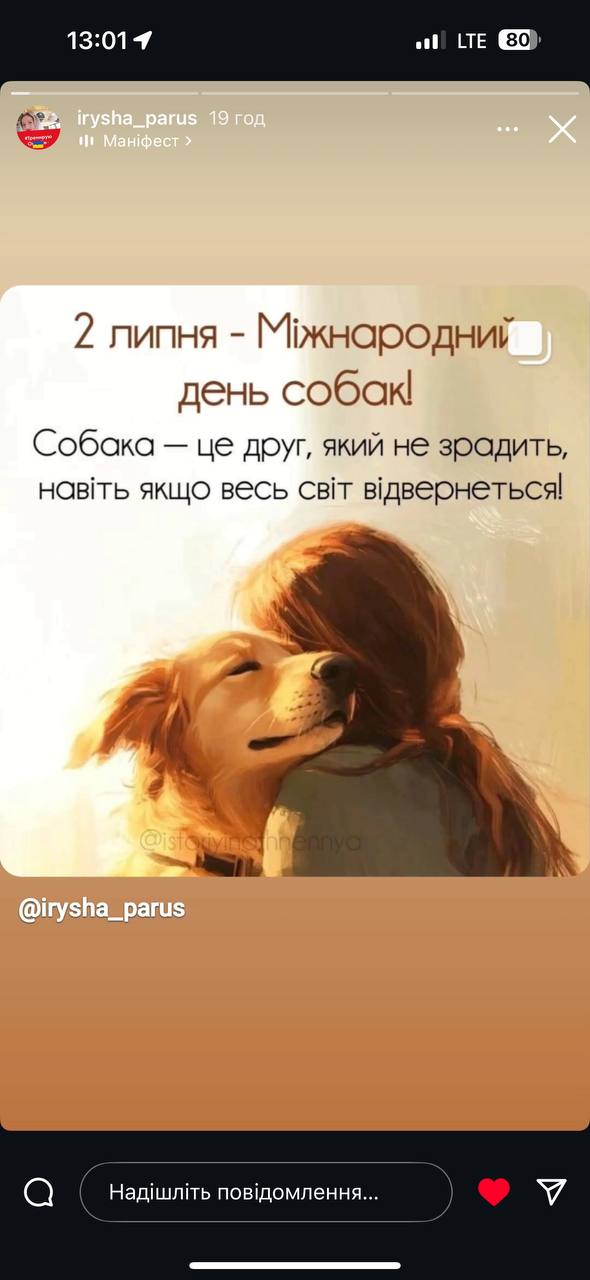 13:01
LTE
80
irysha_parus 19 год
Маніфест
2 липня - Міжнародний
день собак!
Собака — це друг, який не зрадить,
навіть якщо весь світ відвернеться!
@irysha_parus
Надішліть повідомлення...